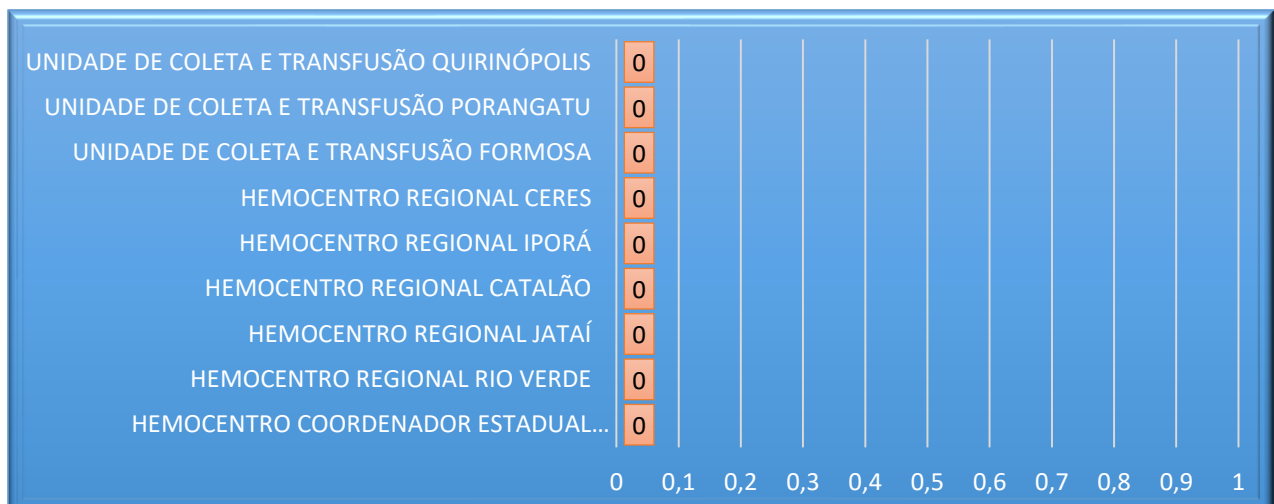 UNIDADE DE COLETA E TRANSFUSÃO QUIRINÓPOLIS 0
UNIDADE DE COLETA E TRANSFUSÃO PORANGATU 0
UNIDADE DE COLETA E TRANSFUSÃO FORMOSA 0
HEMOCENTRO REGIONAL CERES 0
HEMOCENTRO REGIONAL IPORÁ 0
HEMOCENTRO REGIONAL CATALÃO 0
HEMOCENTRO REGIONAL JATAÍ 0
HEMOCENTRO REGIONAL RIO VERDE 0
HEMOCENTRO COORDENADOR ESTADUAL... 0
0 0,1 0,2 0,3 0,4 0,5 0,6 0,7 0,8 0,9 1